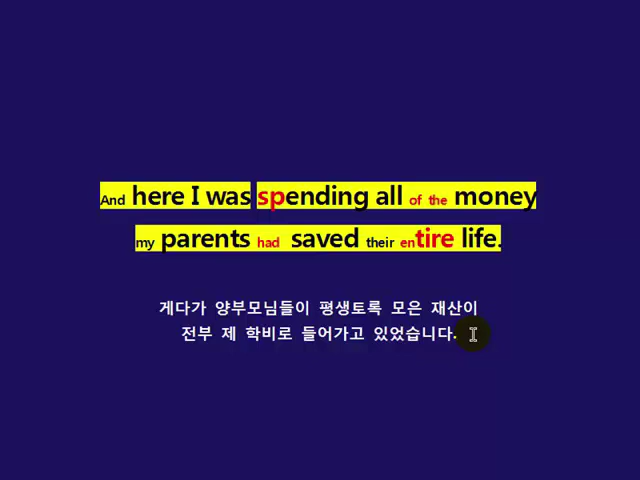 And here I was spending all of the money
my parents had saved their entire life.
게다가 양부모님들이 평생토록 모은 재산이
전부 제 학비로 들어가고 있었습니다.